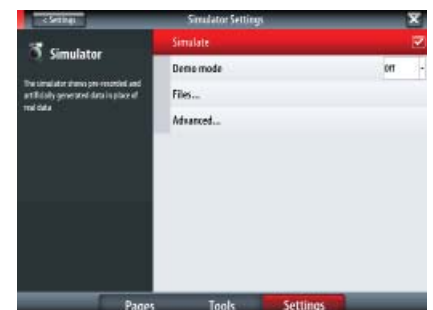 < Settings
Simulator Settings
Simulator
The simulator shows pre-recorded and
artificially generated data in place of
real data
Simulate
Demo mode
Off
Files...
Advanced...
Pages
Tools
Settings